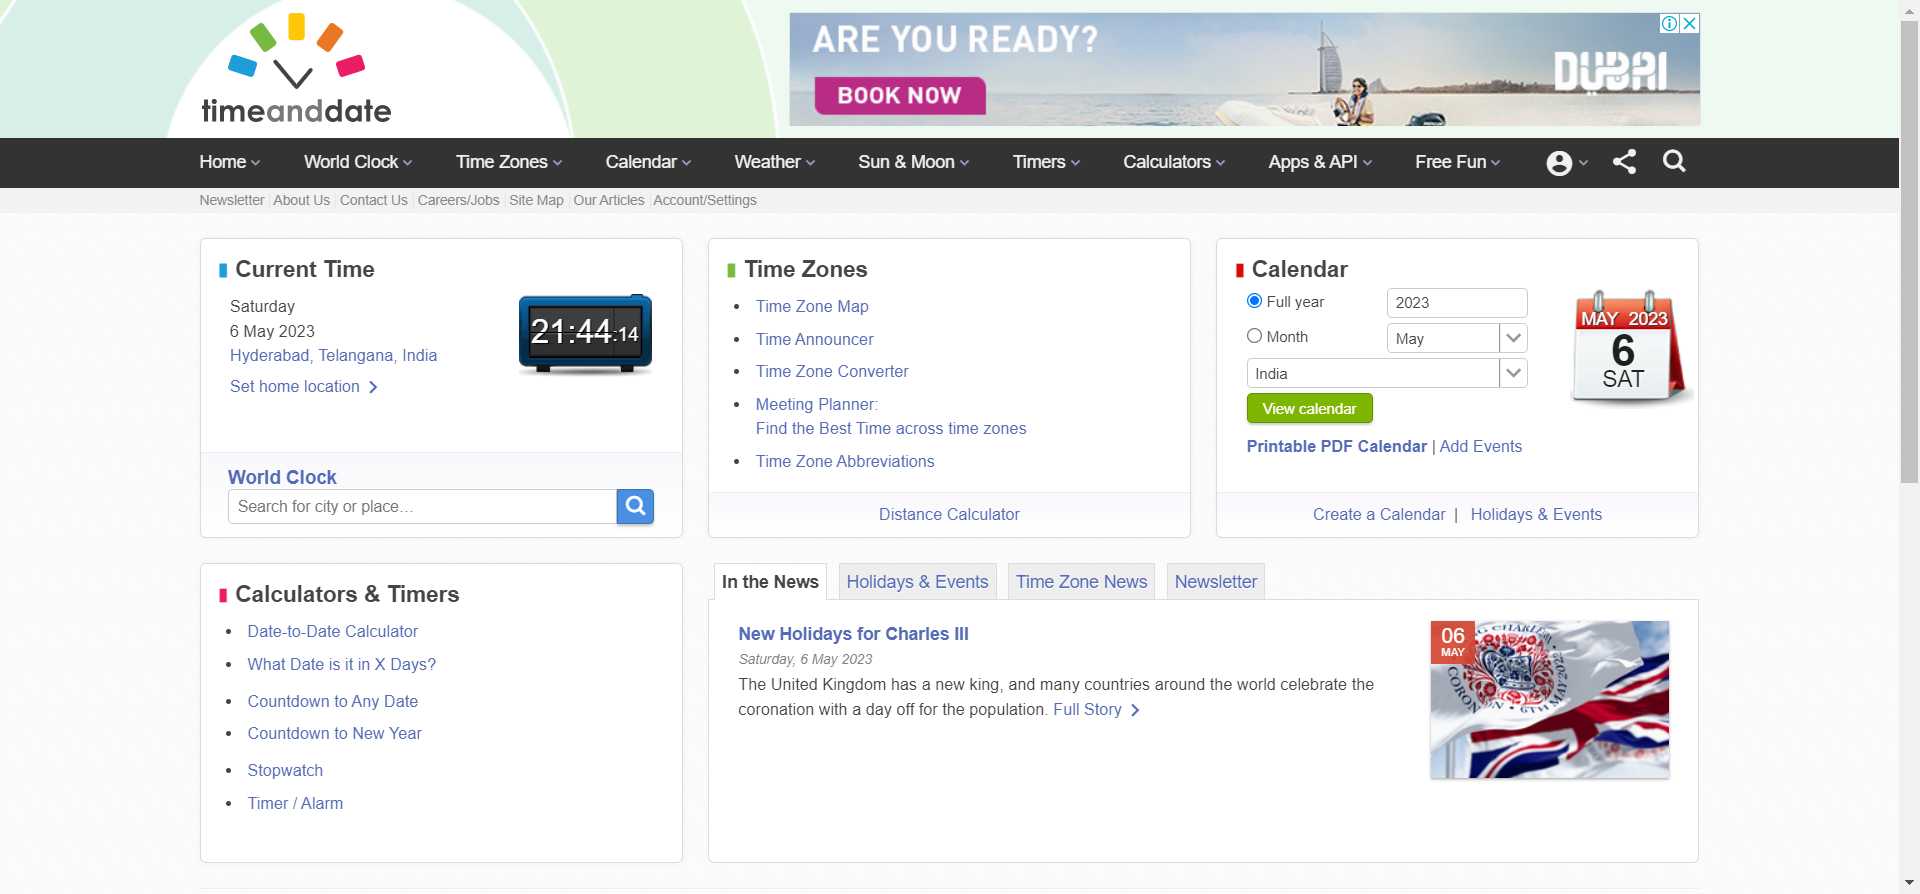 timeanddate
ARE YOU READY?
BOOK NOW
DUBAI
Home
World Clock
Time Zones
Calendar
Weather
Sun & Moon
Timers
Calculators
Apps & API
Free Fun
Newsletter
About Us
Contact Us
Careers/Jobs
Site Map
Our Articles
Account/Settings
Current Time
Saturday
6 May 2023
Hyderabad, Telangana, India
Set home location
21:44:14
World Clock
Search for city or place...
Time Zones
Time Zone Map
Time Announcer
Time Zone Converter
Meeting Planner:
Find the Best Time across time zones
Time Zone Abbreviations
Distance Calculator
Calendar
Full year
2023
Month
May
India
View calendar
Printable PDF Calendar | Add Events
MAY 2023
6
SAT
Create a Calendar | Holidays & Events
Calculators & Timers
Date-to-Date Calculator
What Date is it in X Days?
Countdown to Any Date
Countdown to New Year
Stopwatch
Timer / Alarm
In the News
Holidays & Events
Time Zone News
Newsletter
New Holidays for Charles III
Saturday, 6 May 2023
The United Kingdom has a new king, and many countries around the world celebrate the
coronation with a day off for the population. Full Story
06
MAY